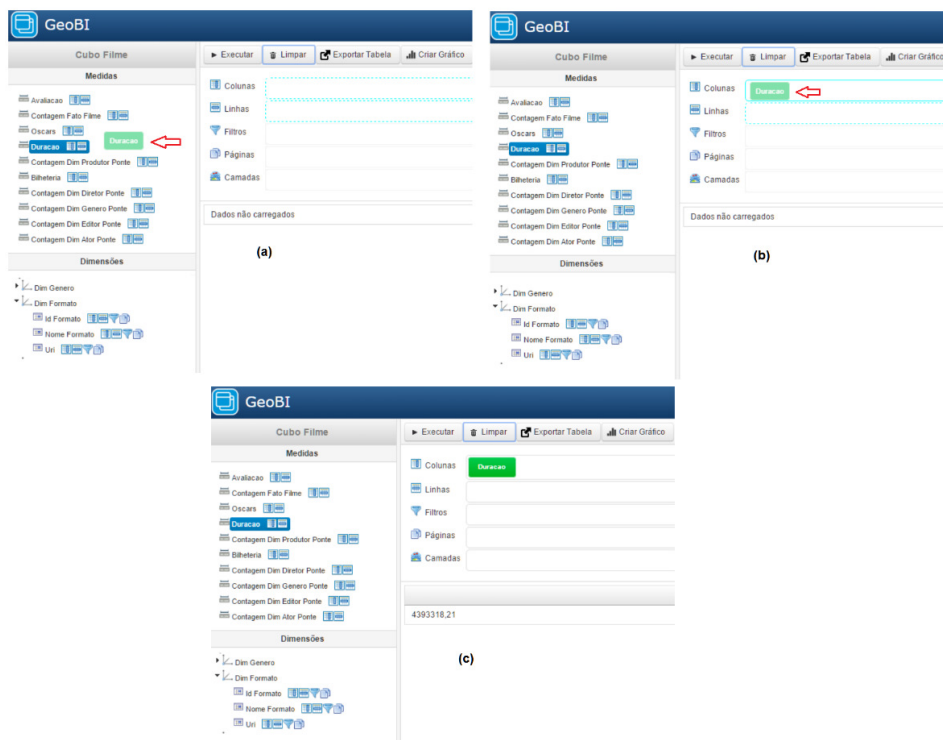 GeoBI
Cubo Filme
Medidas
Avaliacao
Contagem Fato Filme
Oscars
Duracao
Duracao
Contagem Dim Produtor Ponte
Bilheteria
Contagem Dim Diretor Ponte
Contagem Dim Genero Ponte
Contagem Dim Editor Ponte
Contagem Dim Ator Ponte
Dimensões
Dim Genero
Dim Formato
Id Formato
Nome Formato
Uri
Executar Limpar Exportar Tabela Criar Gráfico
Colunas
Linhas
Filtros
Páginas
Camadas
Dados não carregados
(a)
GeoBI
Cubo Filme
Medidas
Avaliacao
Contagem Fato Filme
Oscars
Duracao
Contagem Dim Produtor Ponte
Bilheteria
Contagem Dim Diretor Ponte
Contagem Dim Genero Ponte
Contagem Dim Editor Ponte
Contagem Dim Ator Ponte
Dimensões
Dim Genero
Dim Formato
Id Formato
Nome Formato
Uri
Executar Limpar Exportar Tabela Criar Gráfico
Colunas Duracao
Linhas
Filtros
Páginas
Camadas
Dados não carregados
(b)
GeoBI
Cubo Filme
Medidas
Avaliacao
Contagem Fato Filme
Oscars
Duracao
Contagem Dim Produtor Ponte
Bilheteria
Contagem Dim Diretor Ponte
Contagem Dim Genero Ponte
Contagem Dim Editor Ponte
Contagem Dim Ator Ponte
Dimensões
Dim Genero
Dim Formato
Id Formato
Nome Formato
Uri
Executar Limpar Exportar Tabela Criar Gráfico
Colunas Duracao
Linhas
Filtros
Páginas
Camadas
4393318,21
(c)